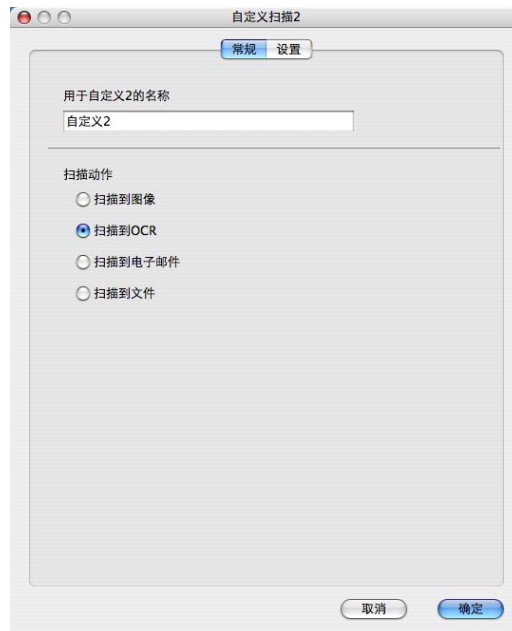 自定义扫描2
常规 设置
用于自定义2的名称
自定义2
扫描动作
扫描到图像
扫描到OCR
扫描到电子邮件
扫描到文件
取消 确定